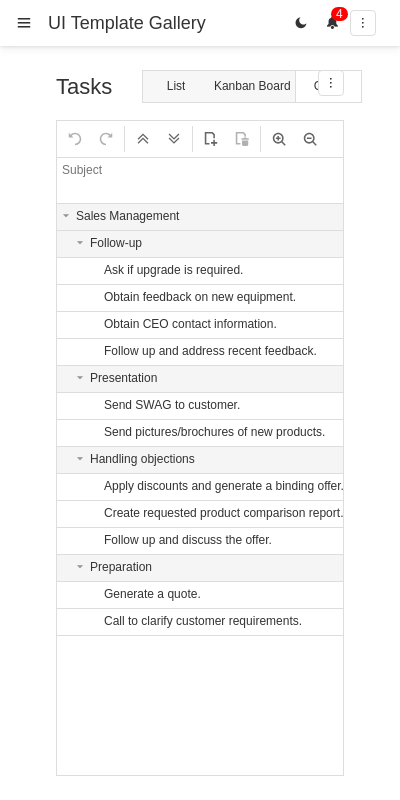 UI Template Gallery
4
Tasks
List
Kanban Board
Subject
Sales Management
Follow-up
Ask if upgrade is required.
Obtain feedback on new equipment.
Obtain CEO contact information.
Follow up and address recent feedback.
Presentation
Send SWAG to customer.
Send pictures/brochures of new products.
Handling objections
Apply discounts and generate a binding offer.
Create requested product comparison report.
Follow up and discuss the offer.
Preparation
Generate a quote.
Call to clarify customer requirements.